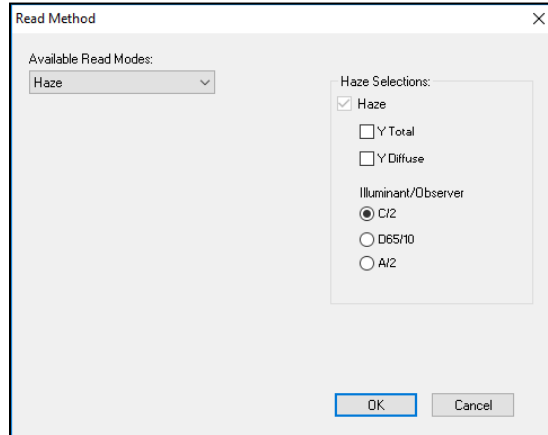 Read Method
Available Read Modes:
Haze
Haze Selections:
Haze
Y Total
Y Diffuse
Illuminant/Observer
C/2
D65/10
A/2
OK
Cancel